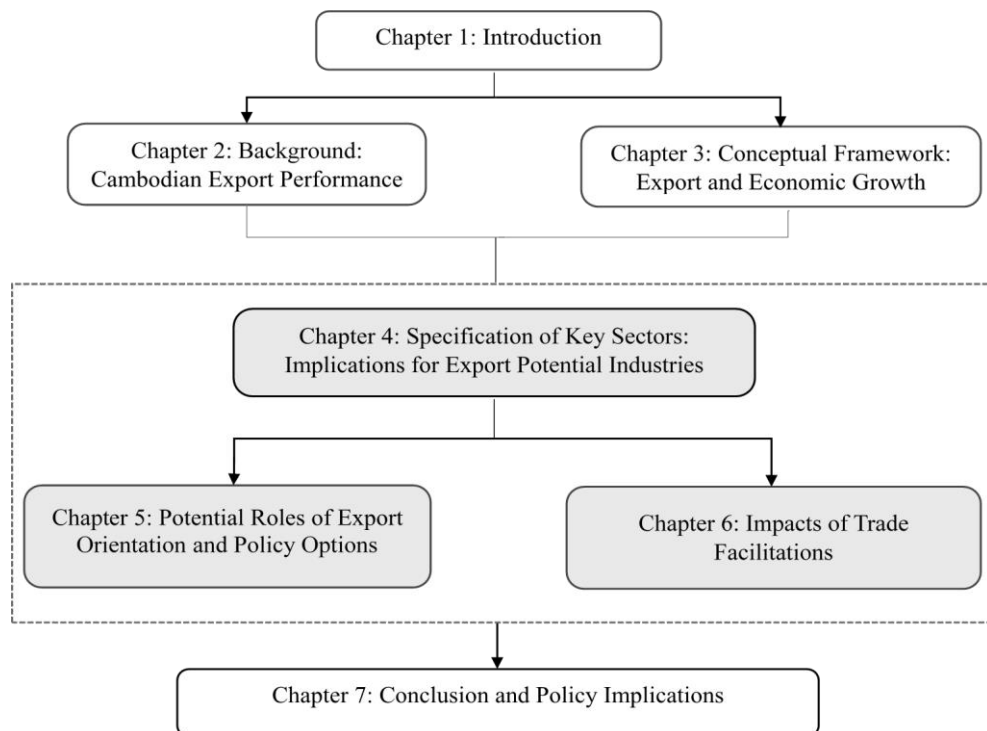 Chapter 1: Introduction
Chapter 2: Background:
Cambodian Export Performance
Chapter 3: Conceptual Framework:
Export and Economic Growth
Chapter 4: Specification of Key Sectors:
Implications for Export Potential Industries
Chapter 5: Potential Roles of Export
Orientation and Policy Options
Chapter 6: Impacts of Trade
Facilitations
Chapter 7: Conclusion and Policy Implications